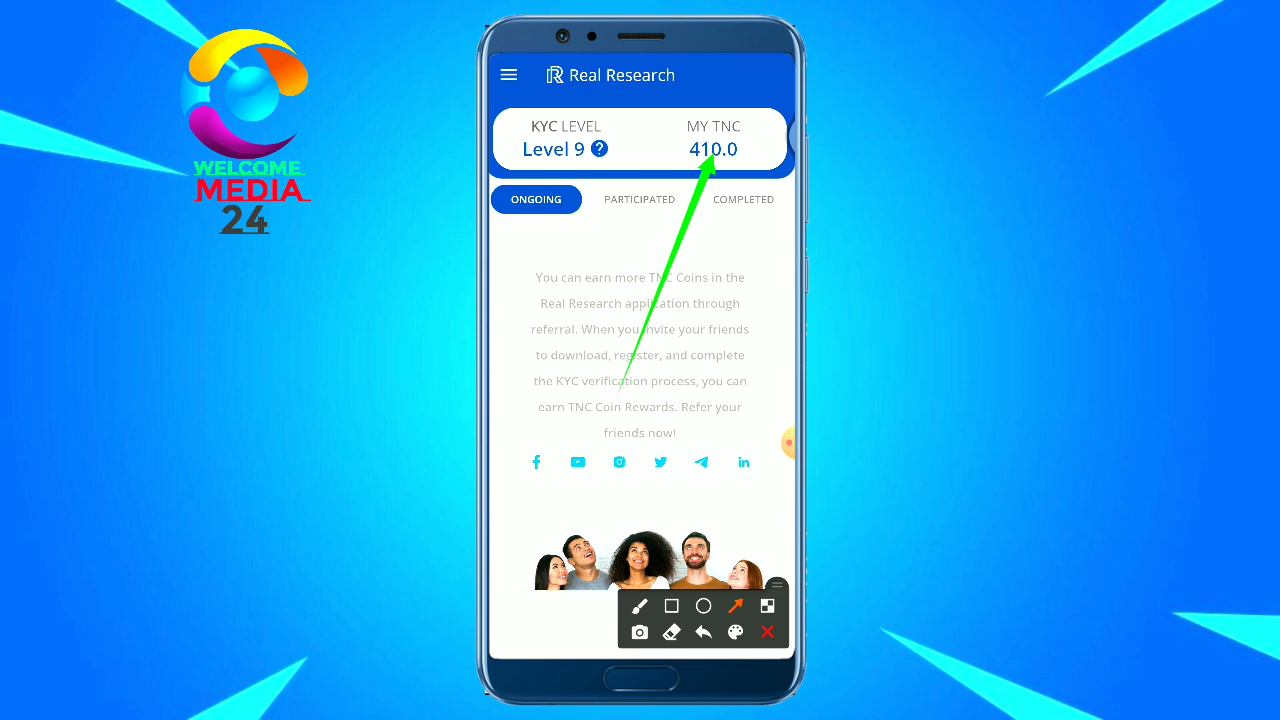 WELCOME
MEDIA
24
Real Research
KYC LEVEL
MY TNC
Level 9 ?
410.0
ONGOING
PARTICIPATED
COMPLETED
You can earn more TNC Coins in the
Real Research application through
referral. When you invite your friends
to download, register, and complete
the KYC verification process, you can
earn TNC Coin Rewards. Refer your
friends now!